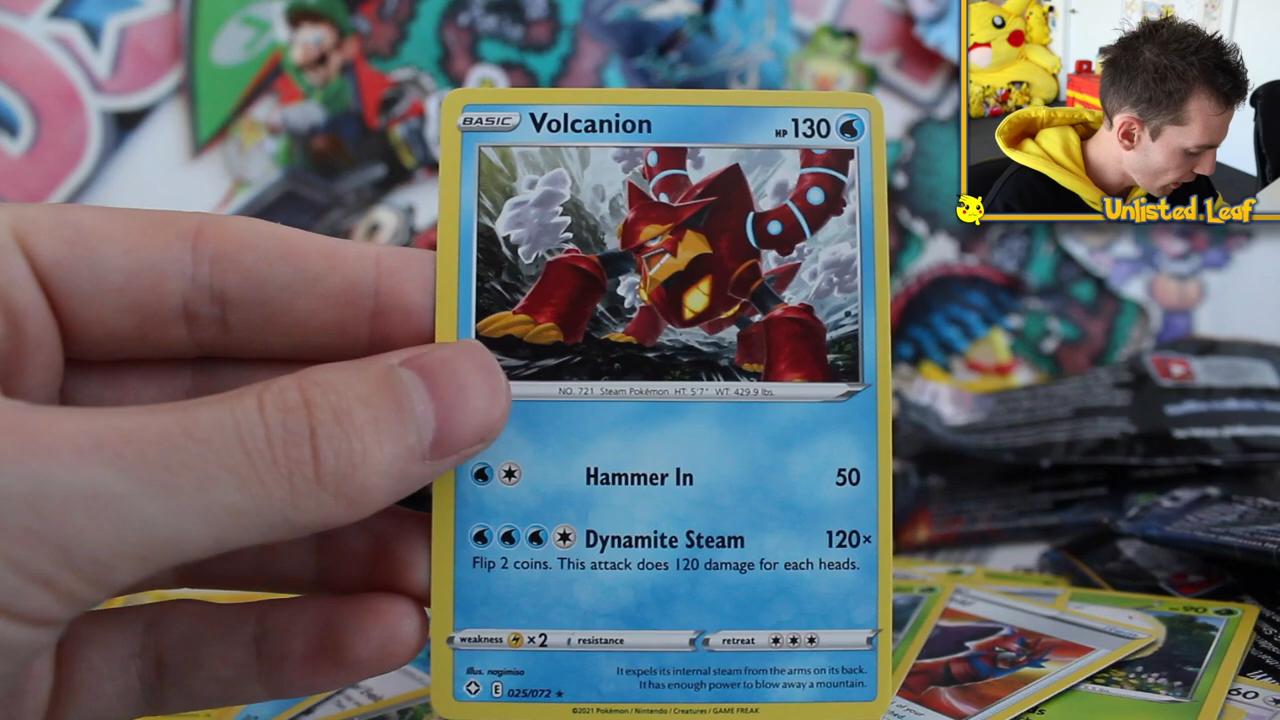 BASIC Volcanion HP 130
Unlisted Leaf
NO. 721 Steam Pokémon HT: 5'7" WT: 429.9 lbs.
Hammer In 50
Dynamite Steam 120×
Flip 2 coins. This attack does 120 damage for each heads.
weakness ×2 resistance retreat
Illus. nagimiso
It expels its internal steam from the arms on its back.
It has enough power to blow away a mountain.
E 025/072 ★
©2021 Pokémon / Nintendo / Creatures / GAME FREAK
90
60